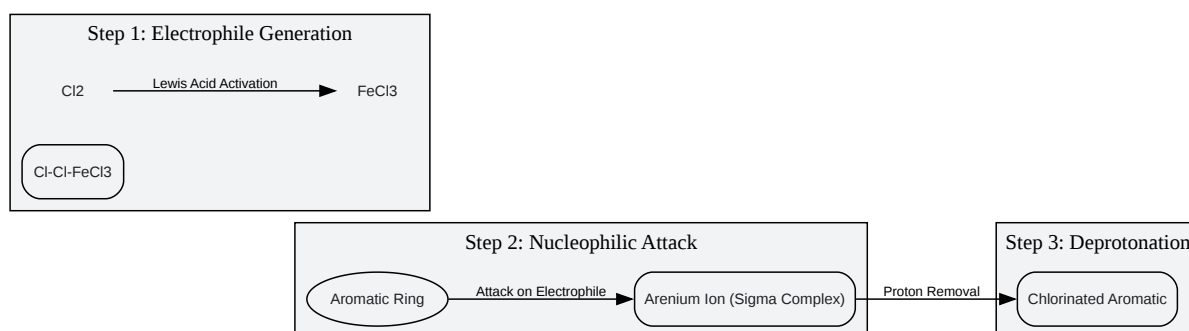 Step 1: Electrophile Generation
Cl2
Lewis Acid Activation
FeCl3
Cl-Cl-FeCl3
Step 2: Nucleophilic Attack
Step 3: Deprotonation
Aromatic Ring
Attack on Electrophile
Arenium Ion (Sigma Complex)
Proton Removal
Chlorinated Aromatic